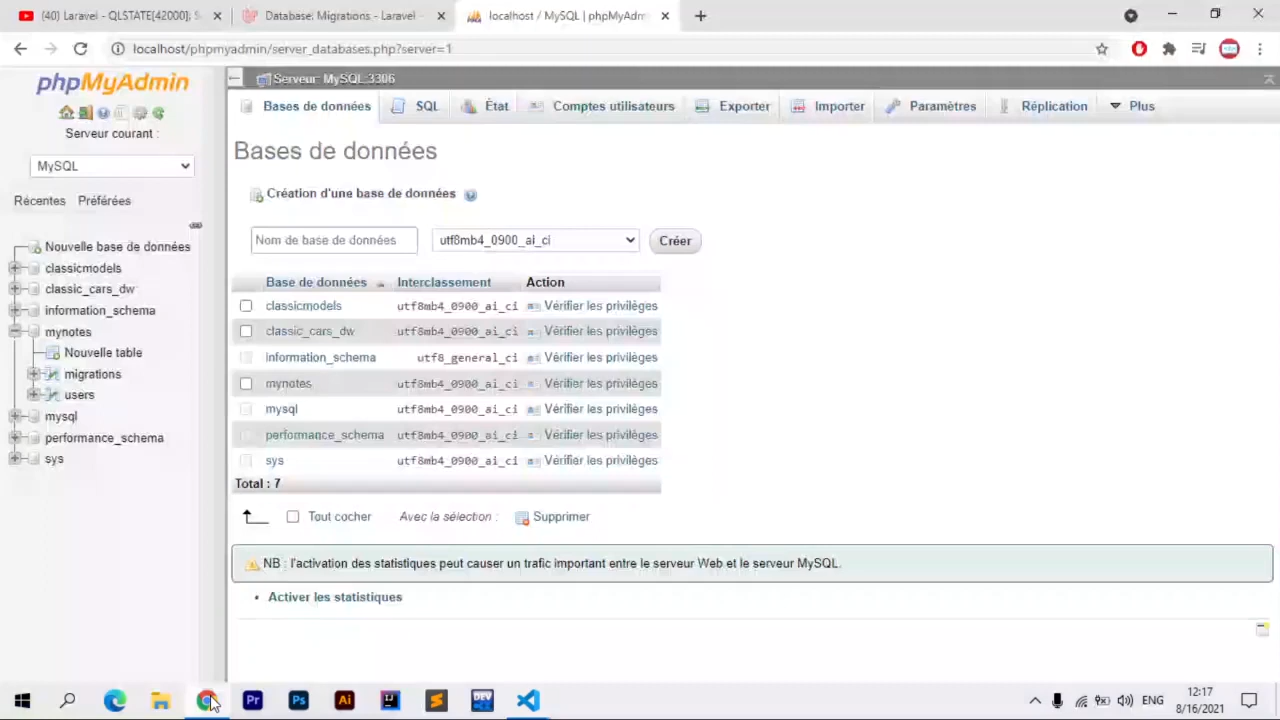 (40) Laravel - QLSTATE[42000]; S
Database: Migrations - Laravel -
localhost / MySQL | phpMyAdm
localhost/phpmyadmin/server_databases.php?server=1
phpMyAdmin
Serveur courant :
MySQL
Récentes Préférées
Nouvelle base de données
classicmodels
classic_cars_dw
information_schema
mynotes
Nouvelle table
migrations
users
mysql
performance_schema
sys
Serveur: MySQL:3306
Bases de données SQL État Comptes utilisateurs Exporter Importer Paramètres Réplication Plus
Bases de données
Création d'une base de données
Nom de base de données utf8mb4_0900_ai_ci Créer
Base de données Interclassement Action
classicmodels utf8mb4_0900_ai_ci Vérifier les privilèges
classic_cars_dw utf8mb4_0900_ai_ci Vérifier les privilèges
information_schema utf8_general_ci Vérifier les privilèges
mynotes utf8mb4_0900_ai_ci Vérifier les privilèges
mysql utf8mb4_0900_ai_ci Vérifier les privilèges
performance_schema utf8mb4_0900_ai_ci Vérifier les privilèges
sys utf8mb4_0900_ai_ci Vérifier les privilèges
Total : 7
Tout cocher Avec la sélection : Supprimer
NB : l'activation des statistiques peut causer un trafic important entre le serveur Web et le serveur MySQL.
• Activer les statistiques
Pr Ps Ai IJ DEV
ENG
12:17
8/16/2021